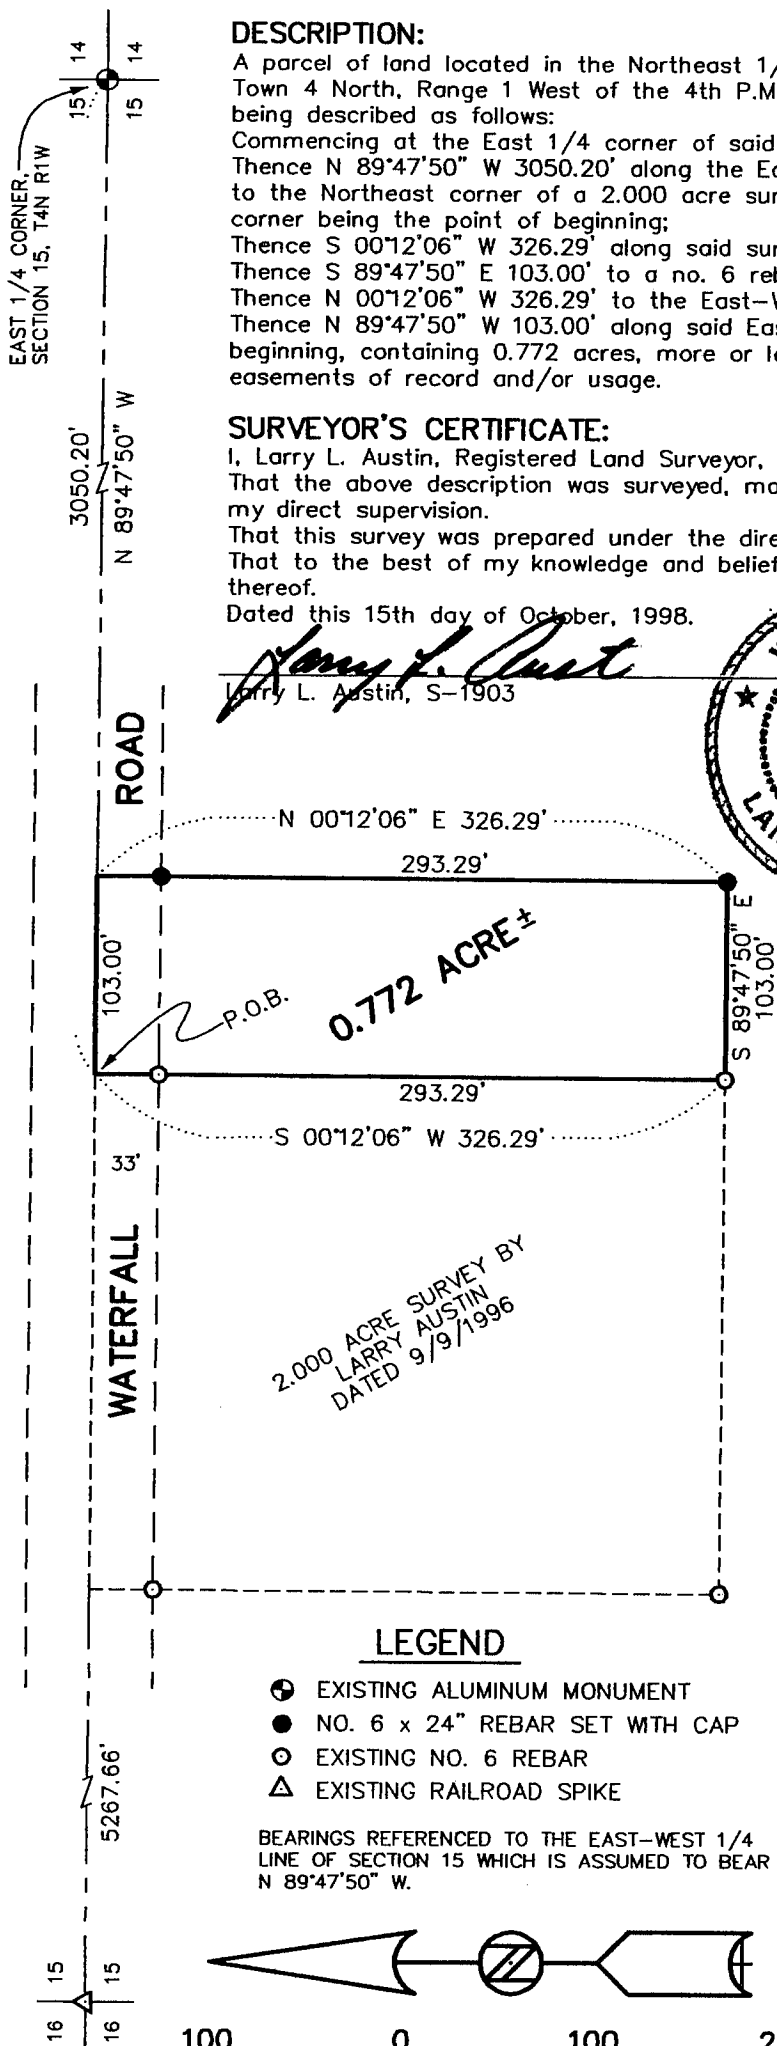 14
14
15
15
EAST 1/4 CORNER,
SECTION 15, T4N R1W
DESCRIPTION:
A parcel of land located in the Northeast 1/
Town 4 North, Range 1 West of the 4th P.M
being described as follows:
Commencing at the East 1/4 corner of said
Thence N 89°47'50" W 3050.20' along the Ea
to the Northeast corner of a 2.000 acre sur
corner being the point of beginning;
Thence S 00°12'06" W 326.29' along said sur
Thence S 89°47'50" E 103.00' to a no. 6 reb
Thence N 00°12'06" W 326.29' to the East-W
Thence N 89°47'50" W 103.00' along said Eas
beginning, containing 0.772 acres, more or le
easements of record and/or usage.
3050.20'
N 89°47'50" W
SURVEYOR'S CERTIFICATE:
I, Larry L. Austin, Registered Land Surveyor,
That the above description was surveyed, ma
my direct supervision.
That this survey was prepared under the dire
That to the best of my knowledge and belief
thereof.
Dated this 15th day of October, 1998.
Larry L. Aust
Larry L. Austin, S-1903
LAN
ROAD
N 00°12'06" E 326.29'
293.29'
103.00'
P.O.B.
0.772 ACRE±
S 89°47'50" E
103.00'
293.29'
S 00°12'06" W 326.29'
33'
WATERFALL
2.000 ACRE SURVEY BY
LARRY AUSTIN
DATED 9/9/1996
LEGEND
EXISTING ALUMINUM MONUMENT
NO. 6 x 24" REBAR SET WITH CAP
EXISTING NO. 6 REBAR
EXISTING RAILROAD SPIKE
5267.66'
BEARINGS REFERENCED TO THE EAST-WEST 1/4
LINE OF SECTION 15 WHICH IS ASSUMED TO BEAR
N 89°47'50" W.
15
15
16
16
100 0 100 2